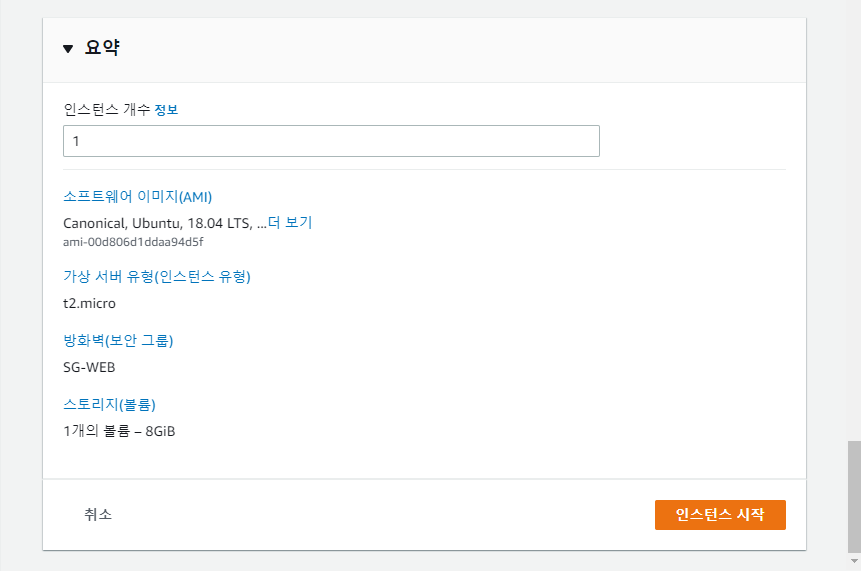 요약
인스턴스 개수 정보
1
소프트웨어 이미지(AMI)
Canonical, Ubuntu, 18.04 LTS, ...더 보기
ami-00d806d1ddaa94d5f
가상 서버 유형(인스턴스 유형)
t2.micro
방화벽(보안 그룹)
SG-WEB
스토리지(볼륨)
1개의 볼륨 – 8GiB
취소 인스턴스 시작